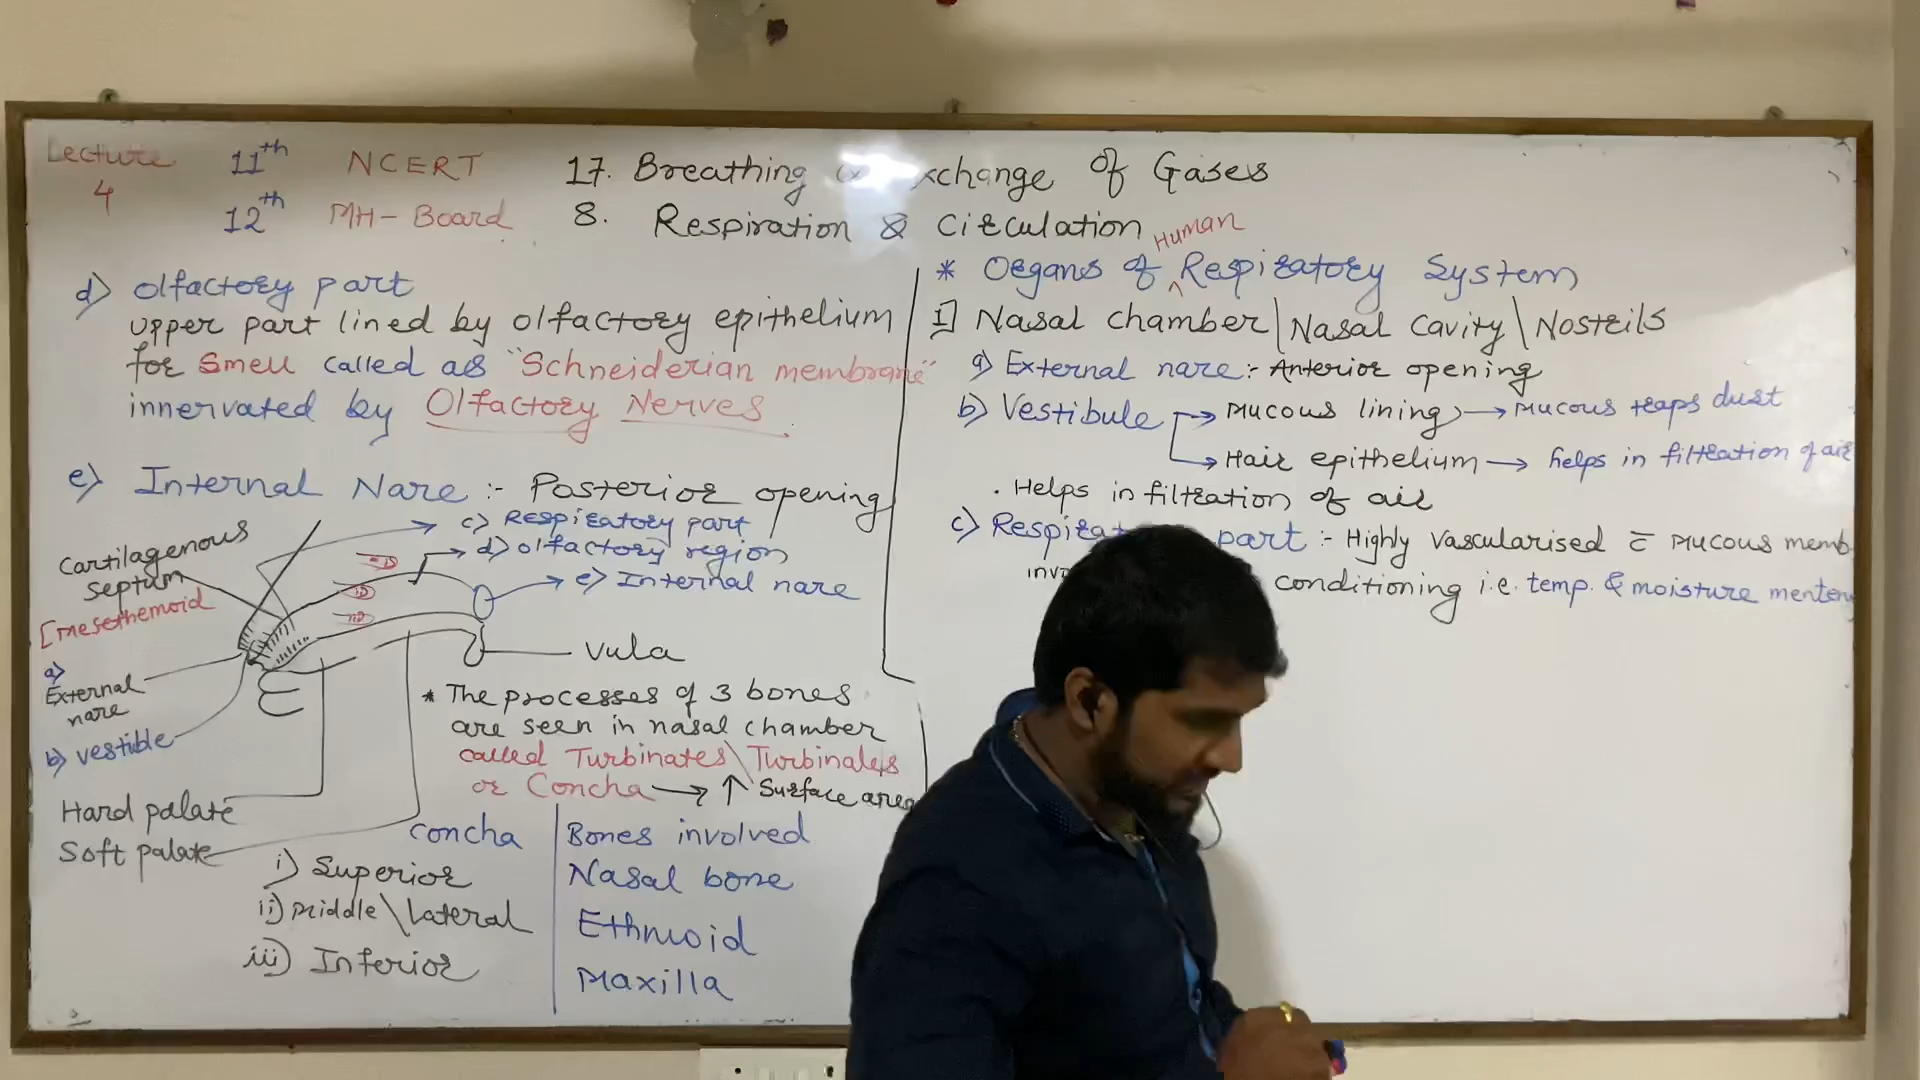 Lecture 4
11th NCERT 17. Breathing & xchange of Gases
12th MH-Board 8. Respiration & Circulation
d) Olfactory part
upper part lined by olfactory epithelium
for smell called as "Schneiderian membrane"
innervated by Olfactory Nerves
e) Internal Nare :- Posterior opening
c) Respiratory part
d) olfactory region
e) Internal nare
Cartilagenous
septum
[mesethemoid
a)
External
nare
b) vestible
Hard palate
Soft palate
Vula
* The processes of 3 bones
are seen in nasal chamber
called Turbinates\Turbinales
or Concha → ↑ Surface area
Concha | Bones involved
i) Superior Nasal bone
ii) Middle\Lateral Ethmoid
iii) Inferior Maxilla
* Organs of Human Respiratory System
I] Nasal chamber|Nasal Cavity\Nostrils
a) External nare :- Anterior opening
b) Vestibule → Mucous lining → Mucous traps dust
→ Hair epithelium → helps in filtration of air
. Helps in filtration of air
c) Respirat part :- Highly vascularised c̄ Mucous memb
inv conditioning i.e. temp. & moisture menten